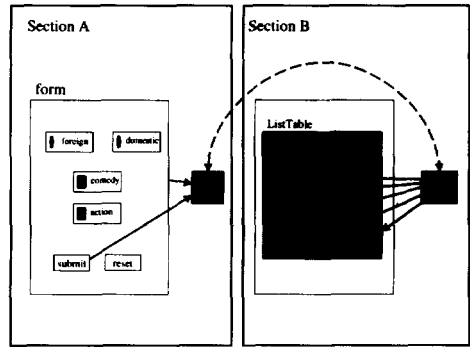 Section A
Section B
form
ListTable
foreign
domestic
comedy
action
submit
reset